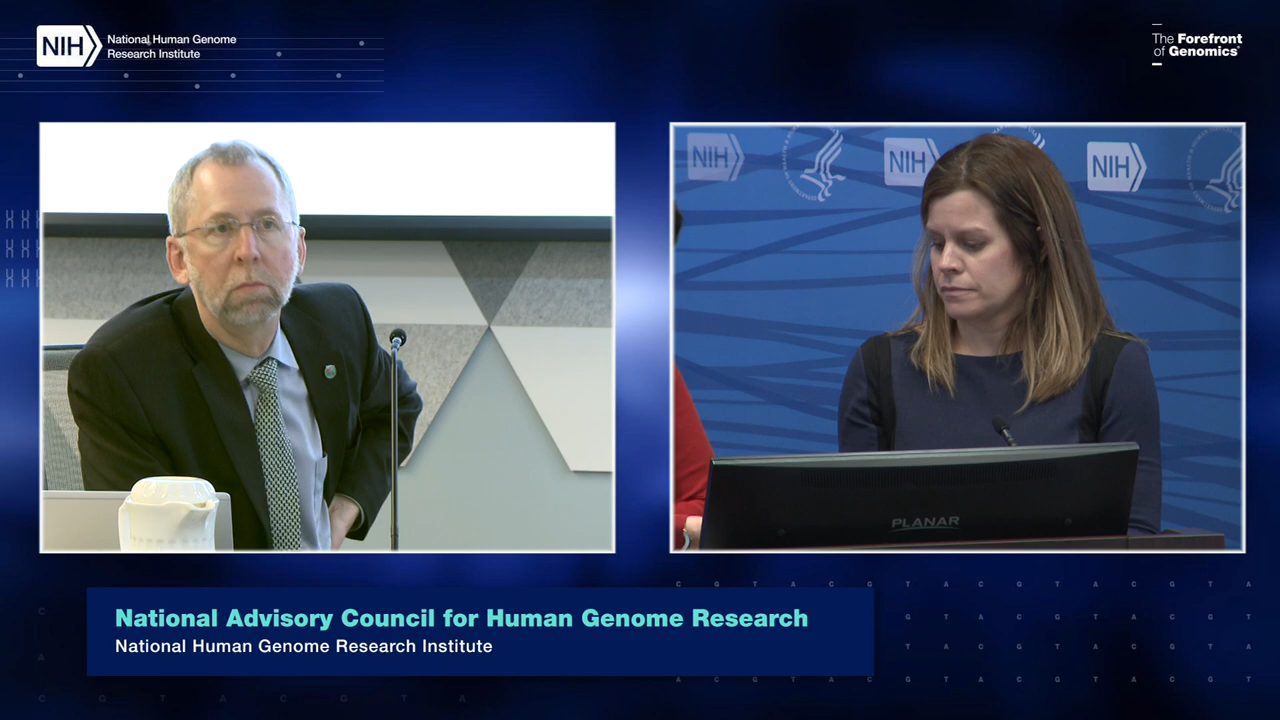 NIH
National Human Genome
Research Institute
The Forefront
of Genomics®
NIH
NIH
NIH
PLANAR
National Advisory Council for Human Genome Research
National Human Genome Research Institute
C G T A C G T A C G T A C G T A
G T A C G T A C G T
T A C G T A C G T
A C G T A C G T A C G T A C G T
C
A
C G T A C G T A